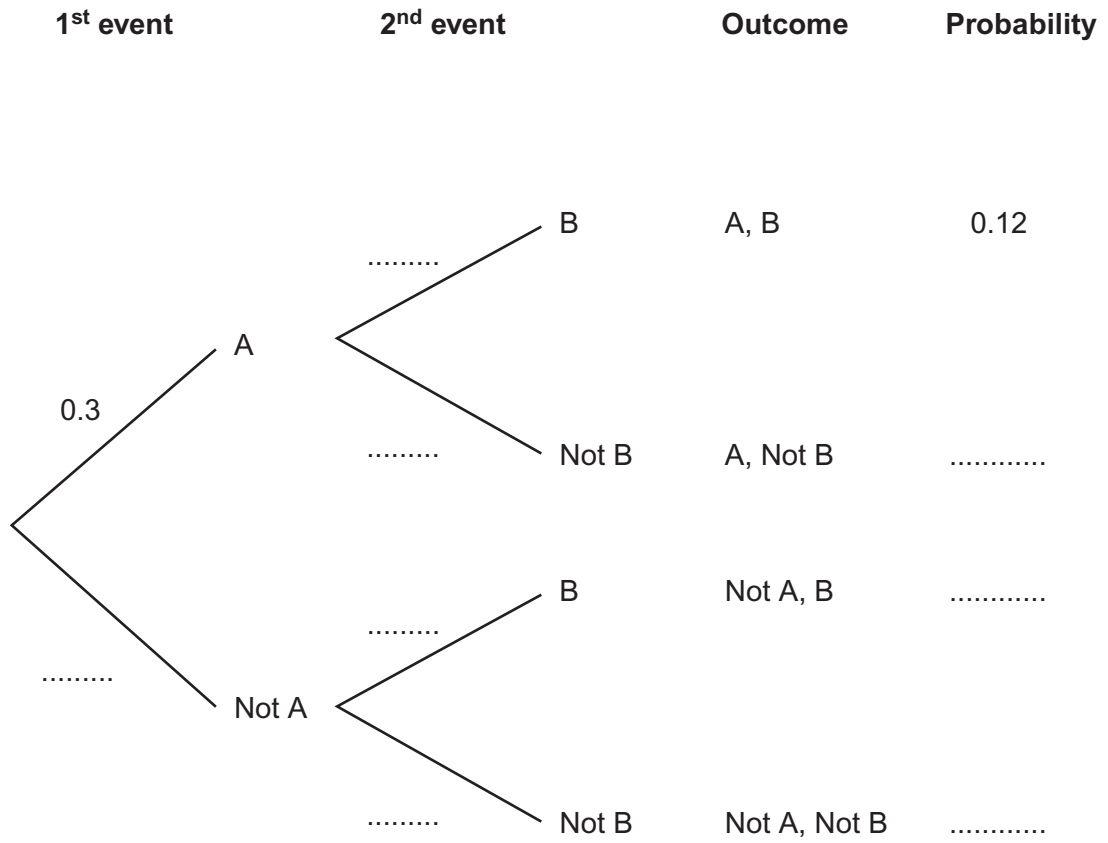 1st event 2nd event Outcome Probability
B A, B 0.12
.........
A
0.3
......... Not B A, Not B ............
B Not A, B ............
.........
.........
Not A
......... Not B Not A, Not B ............